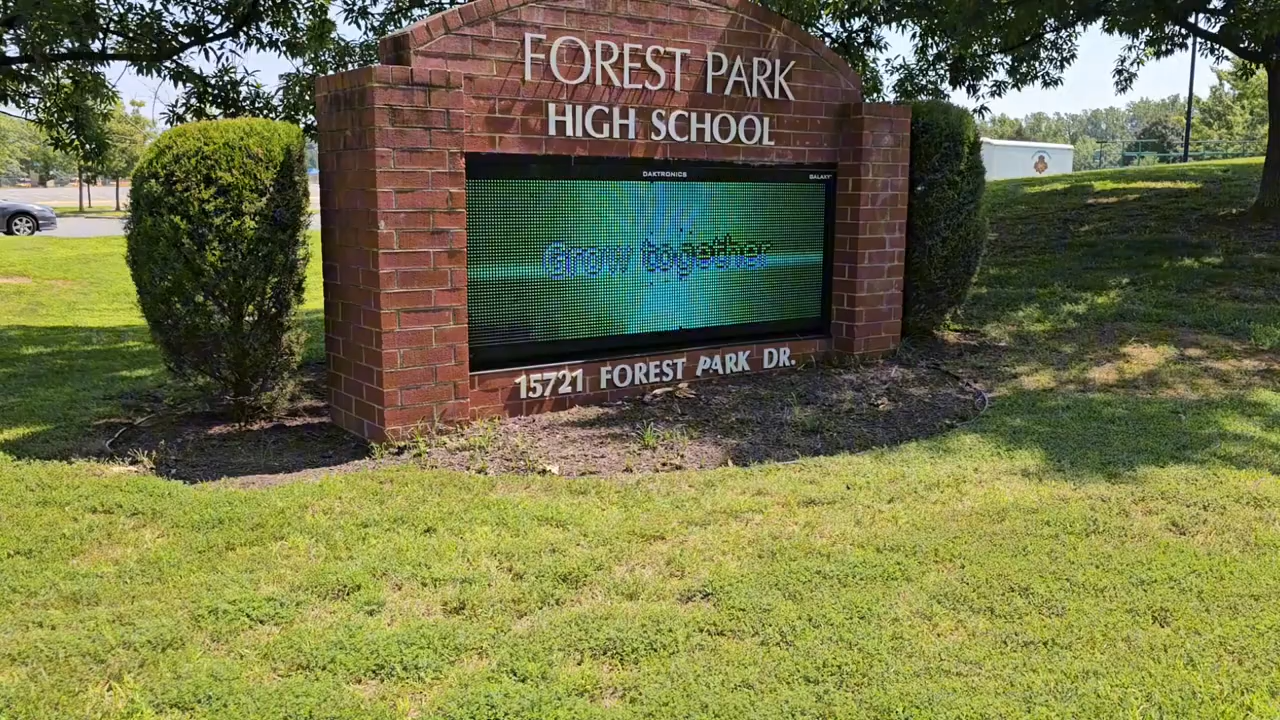 FOREST PARK
HIGH SCHOOL
DAKTRONICS
GALAXY
Grow together
15721 FOREST PARK DR.